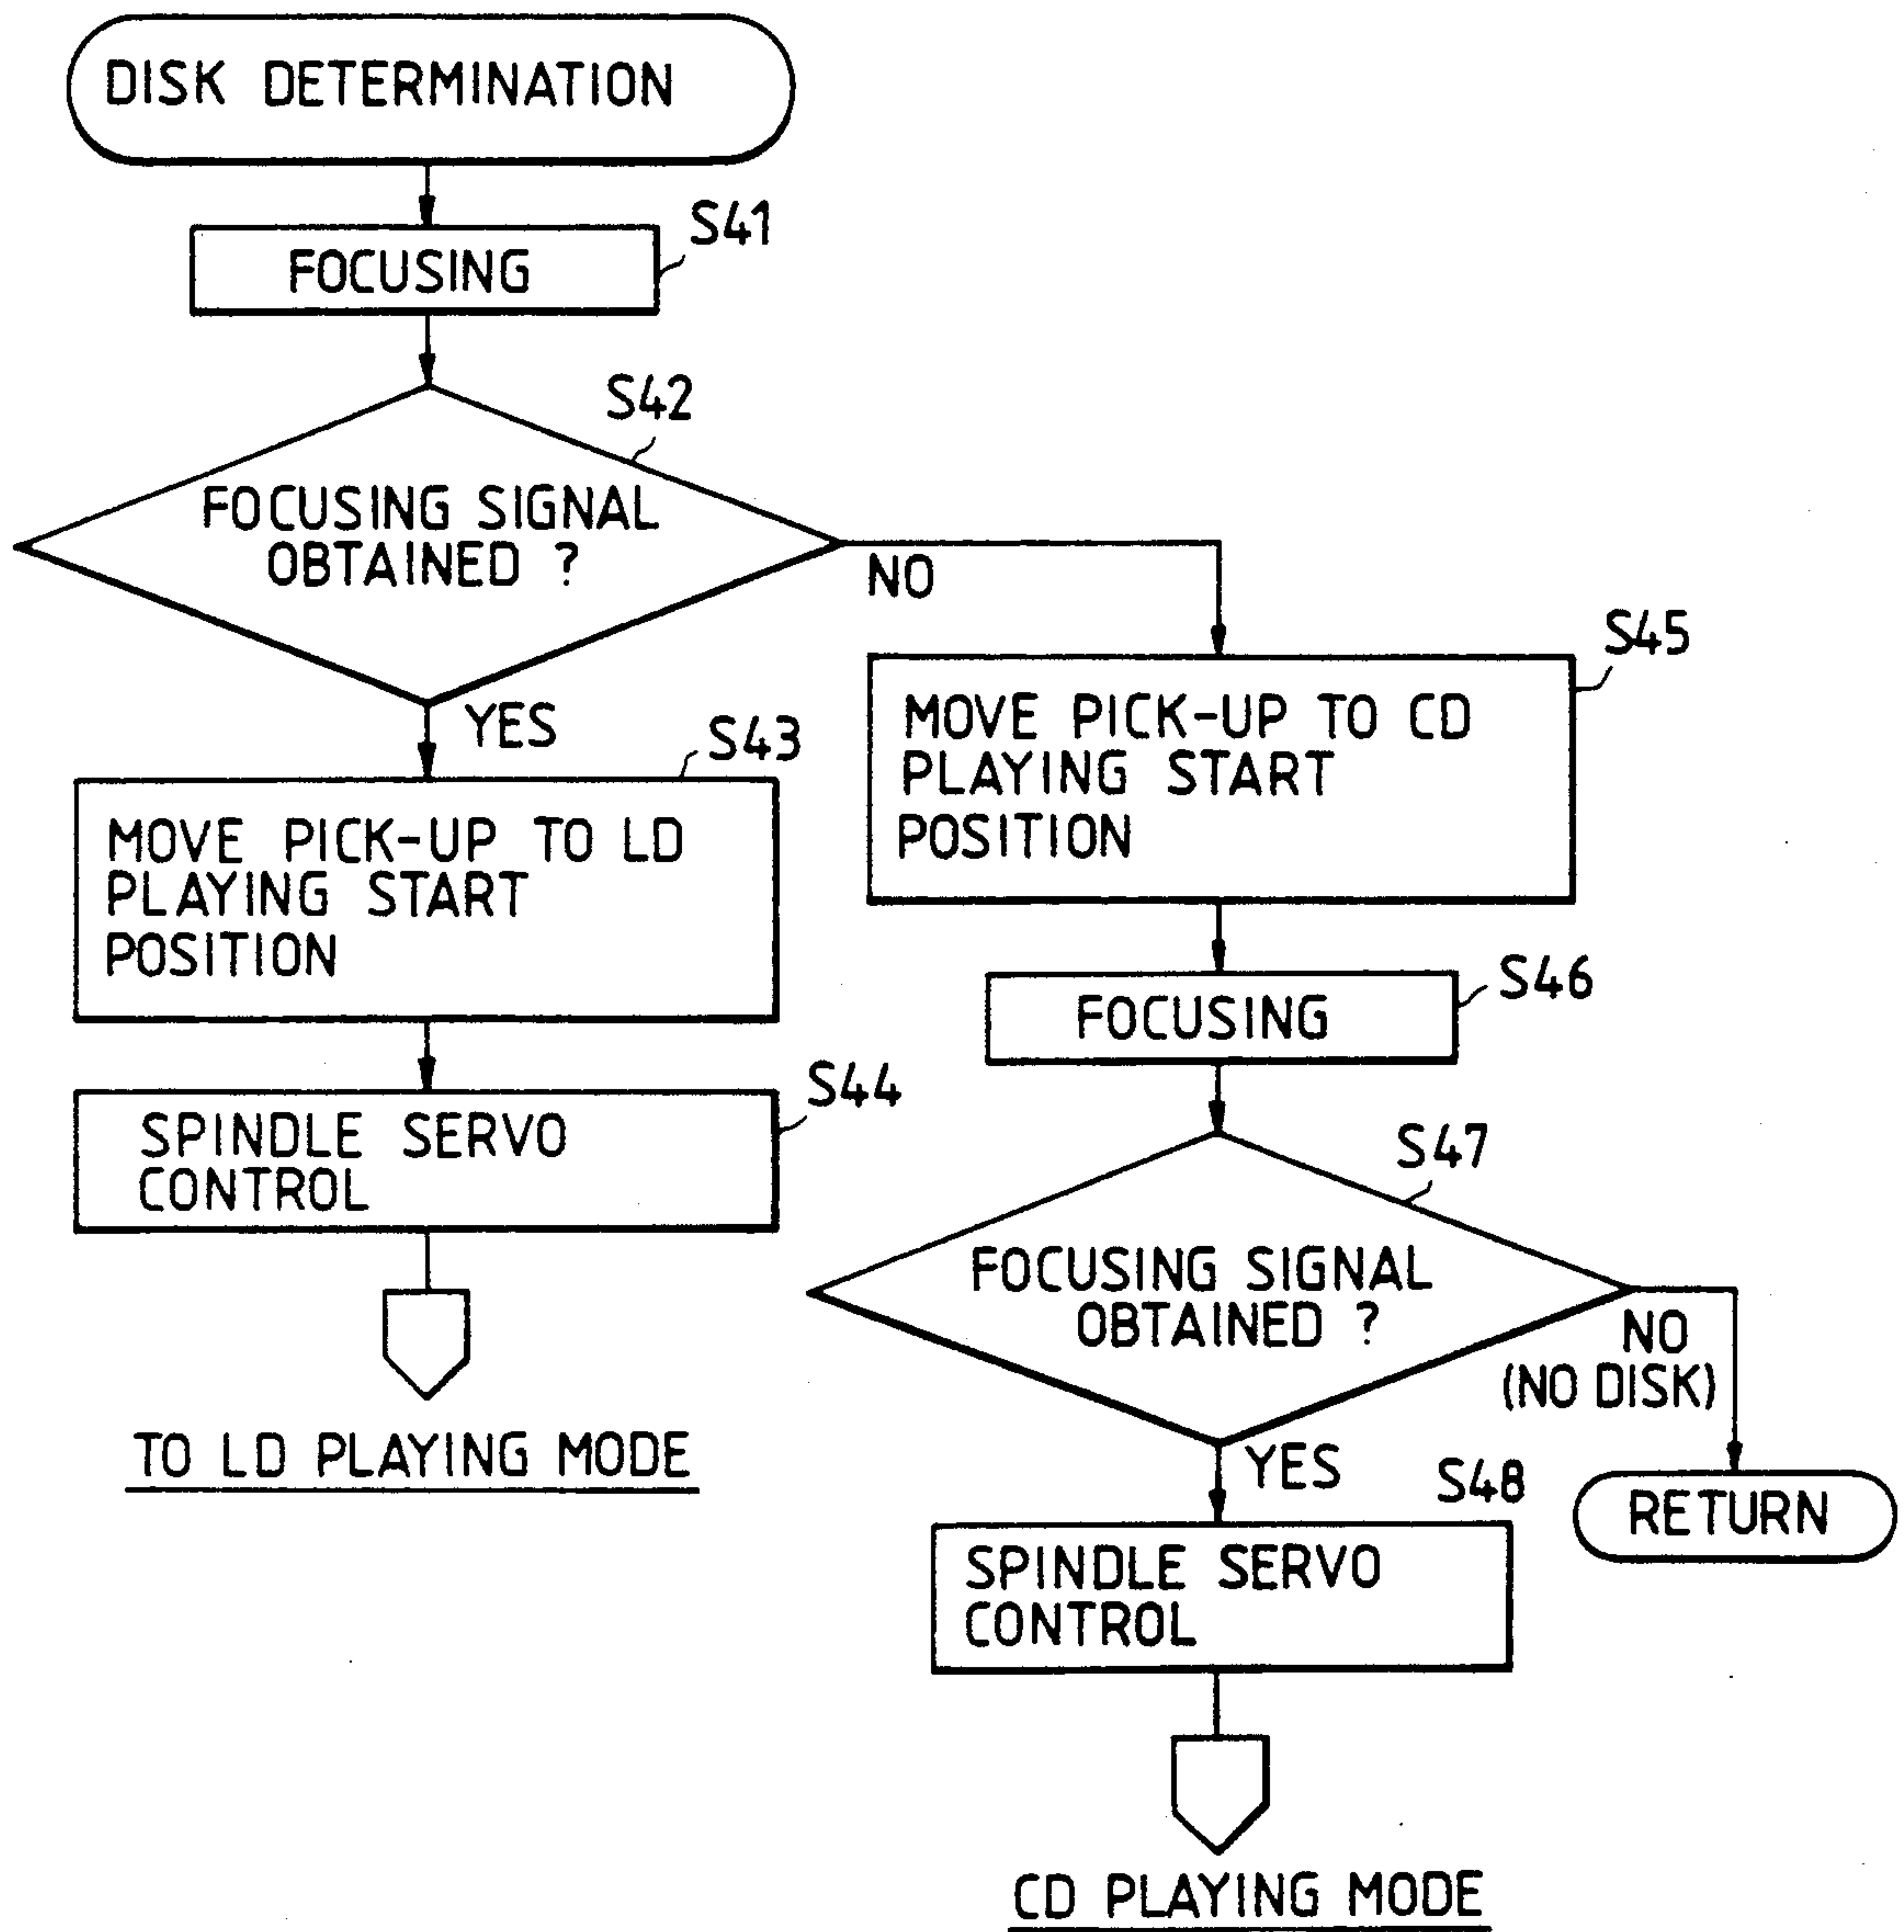 DISK DETERMINATION
S41
FOCUSING
S42
FOCUSING SIGNAL
OBTAINED ?
NO
YES
S43
MOVE PICK-UP TO LD
PLAYING START
POSITION
S44
SPINDLE SERVO
CONTROL
TO LD PLAYING MODE
S45
MOVE PICK-UP TO CD
PLAYING START
POSITION
S46
FOCUSING
S47
FOCUSING SIGNAL
OBTAINED ?
NO
(NO DISK)
RETURN
YES
S48
SPINDLE SERVO
CONTROL
CD PLAYING MODE